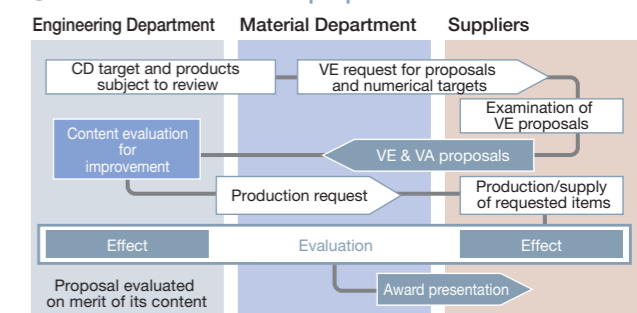 Engineering Department
Material Department
Suppliers
CD target and products
subject to review
VE request for proposals
and numerical targets
Examination of
VE proposals
Content evaluation
for
improvement
VE & VA proposals
Production request
Production/supply
of requested items
Effect
Evaluation
Effect
Proposal evaluated
on merit of its content
Award presentation